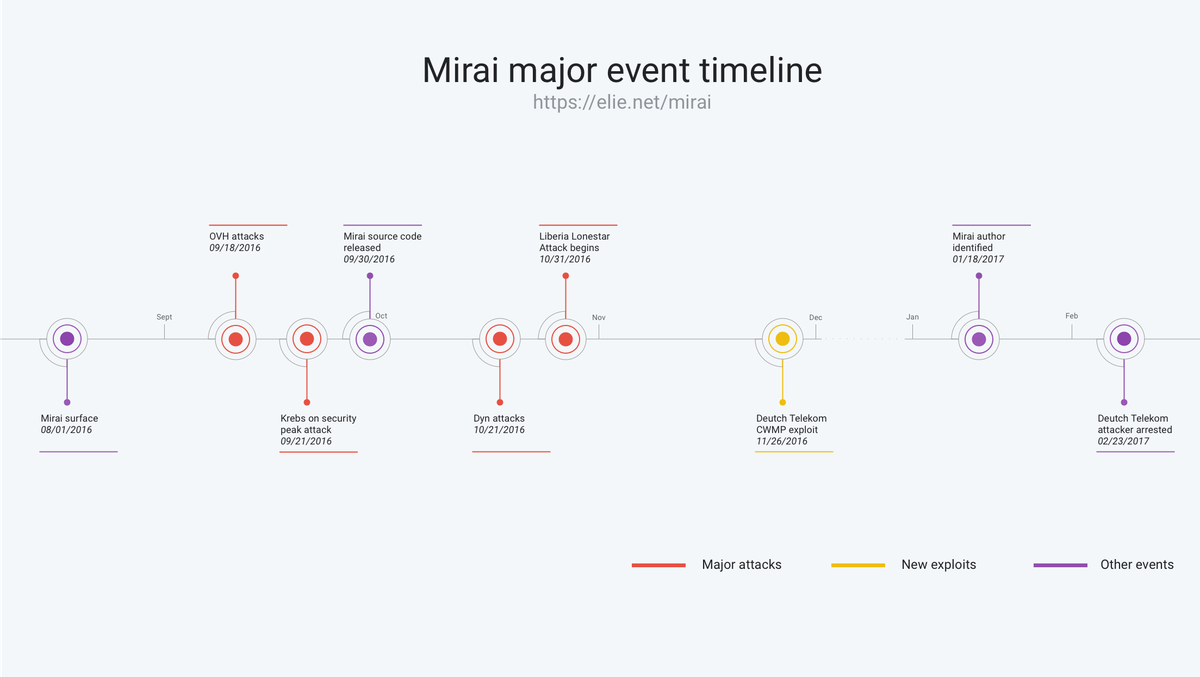 Mirai major event timeline
https://elie.net/mirai
OVH attacks
09/18/2016
Mirai source code
released
09/30/2016
Liberia Lonestar
Attack begins
10/31/2016
Mirai author
identified
01/18/2017
Sept
Oct
Nov
Dec
Jan
Feb
Mirai surface
08/01/2016
Krebs on security
peak attack
09/21/2016
Dyn attacks
10/21/2016
Deutch Telekom
CWMP exploit
11/26/2016
Deutch Telekom
attacker arrested
02/23/2017
Major attacks
New exploits
Other events